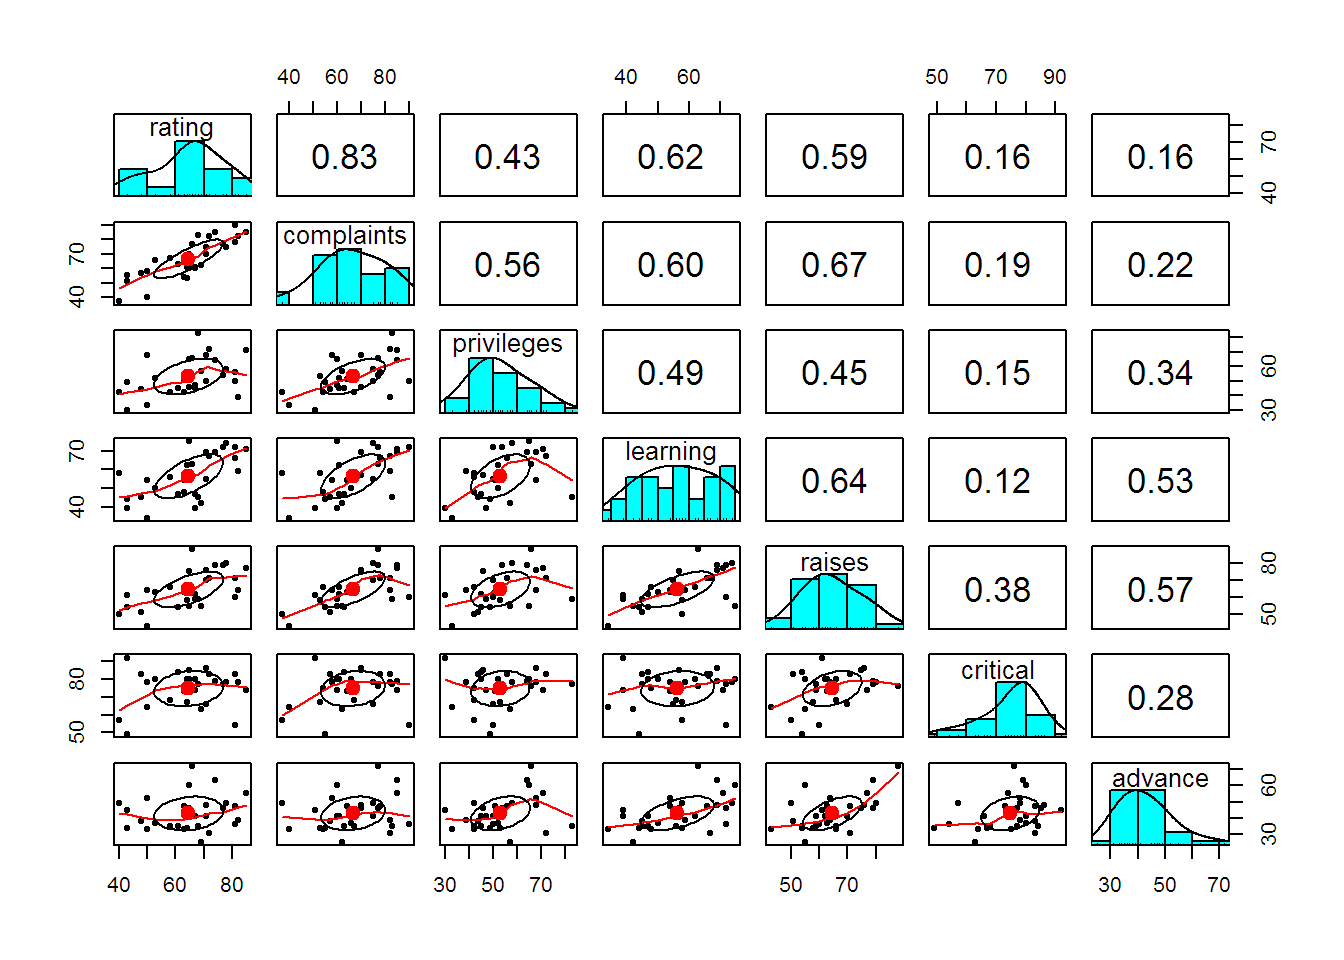 40 60 80 40 60 50 70 90
rating 0.83 0.43 0.62 0.59 0.16 0.16 40 70
40 70 complaints 0.56 0.60 0.67 0.19 0.22
privileges 0.49 0.45 0.15 0.34 30 60
40 70 learning 0.64 0.12 0.53
raises 0.38 0.57 50 80
50 80 critical 0.28
advance 30 60
40 60 80 30 50 70 50 70 30 50 70